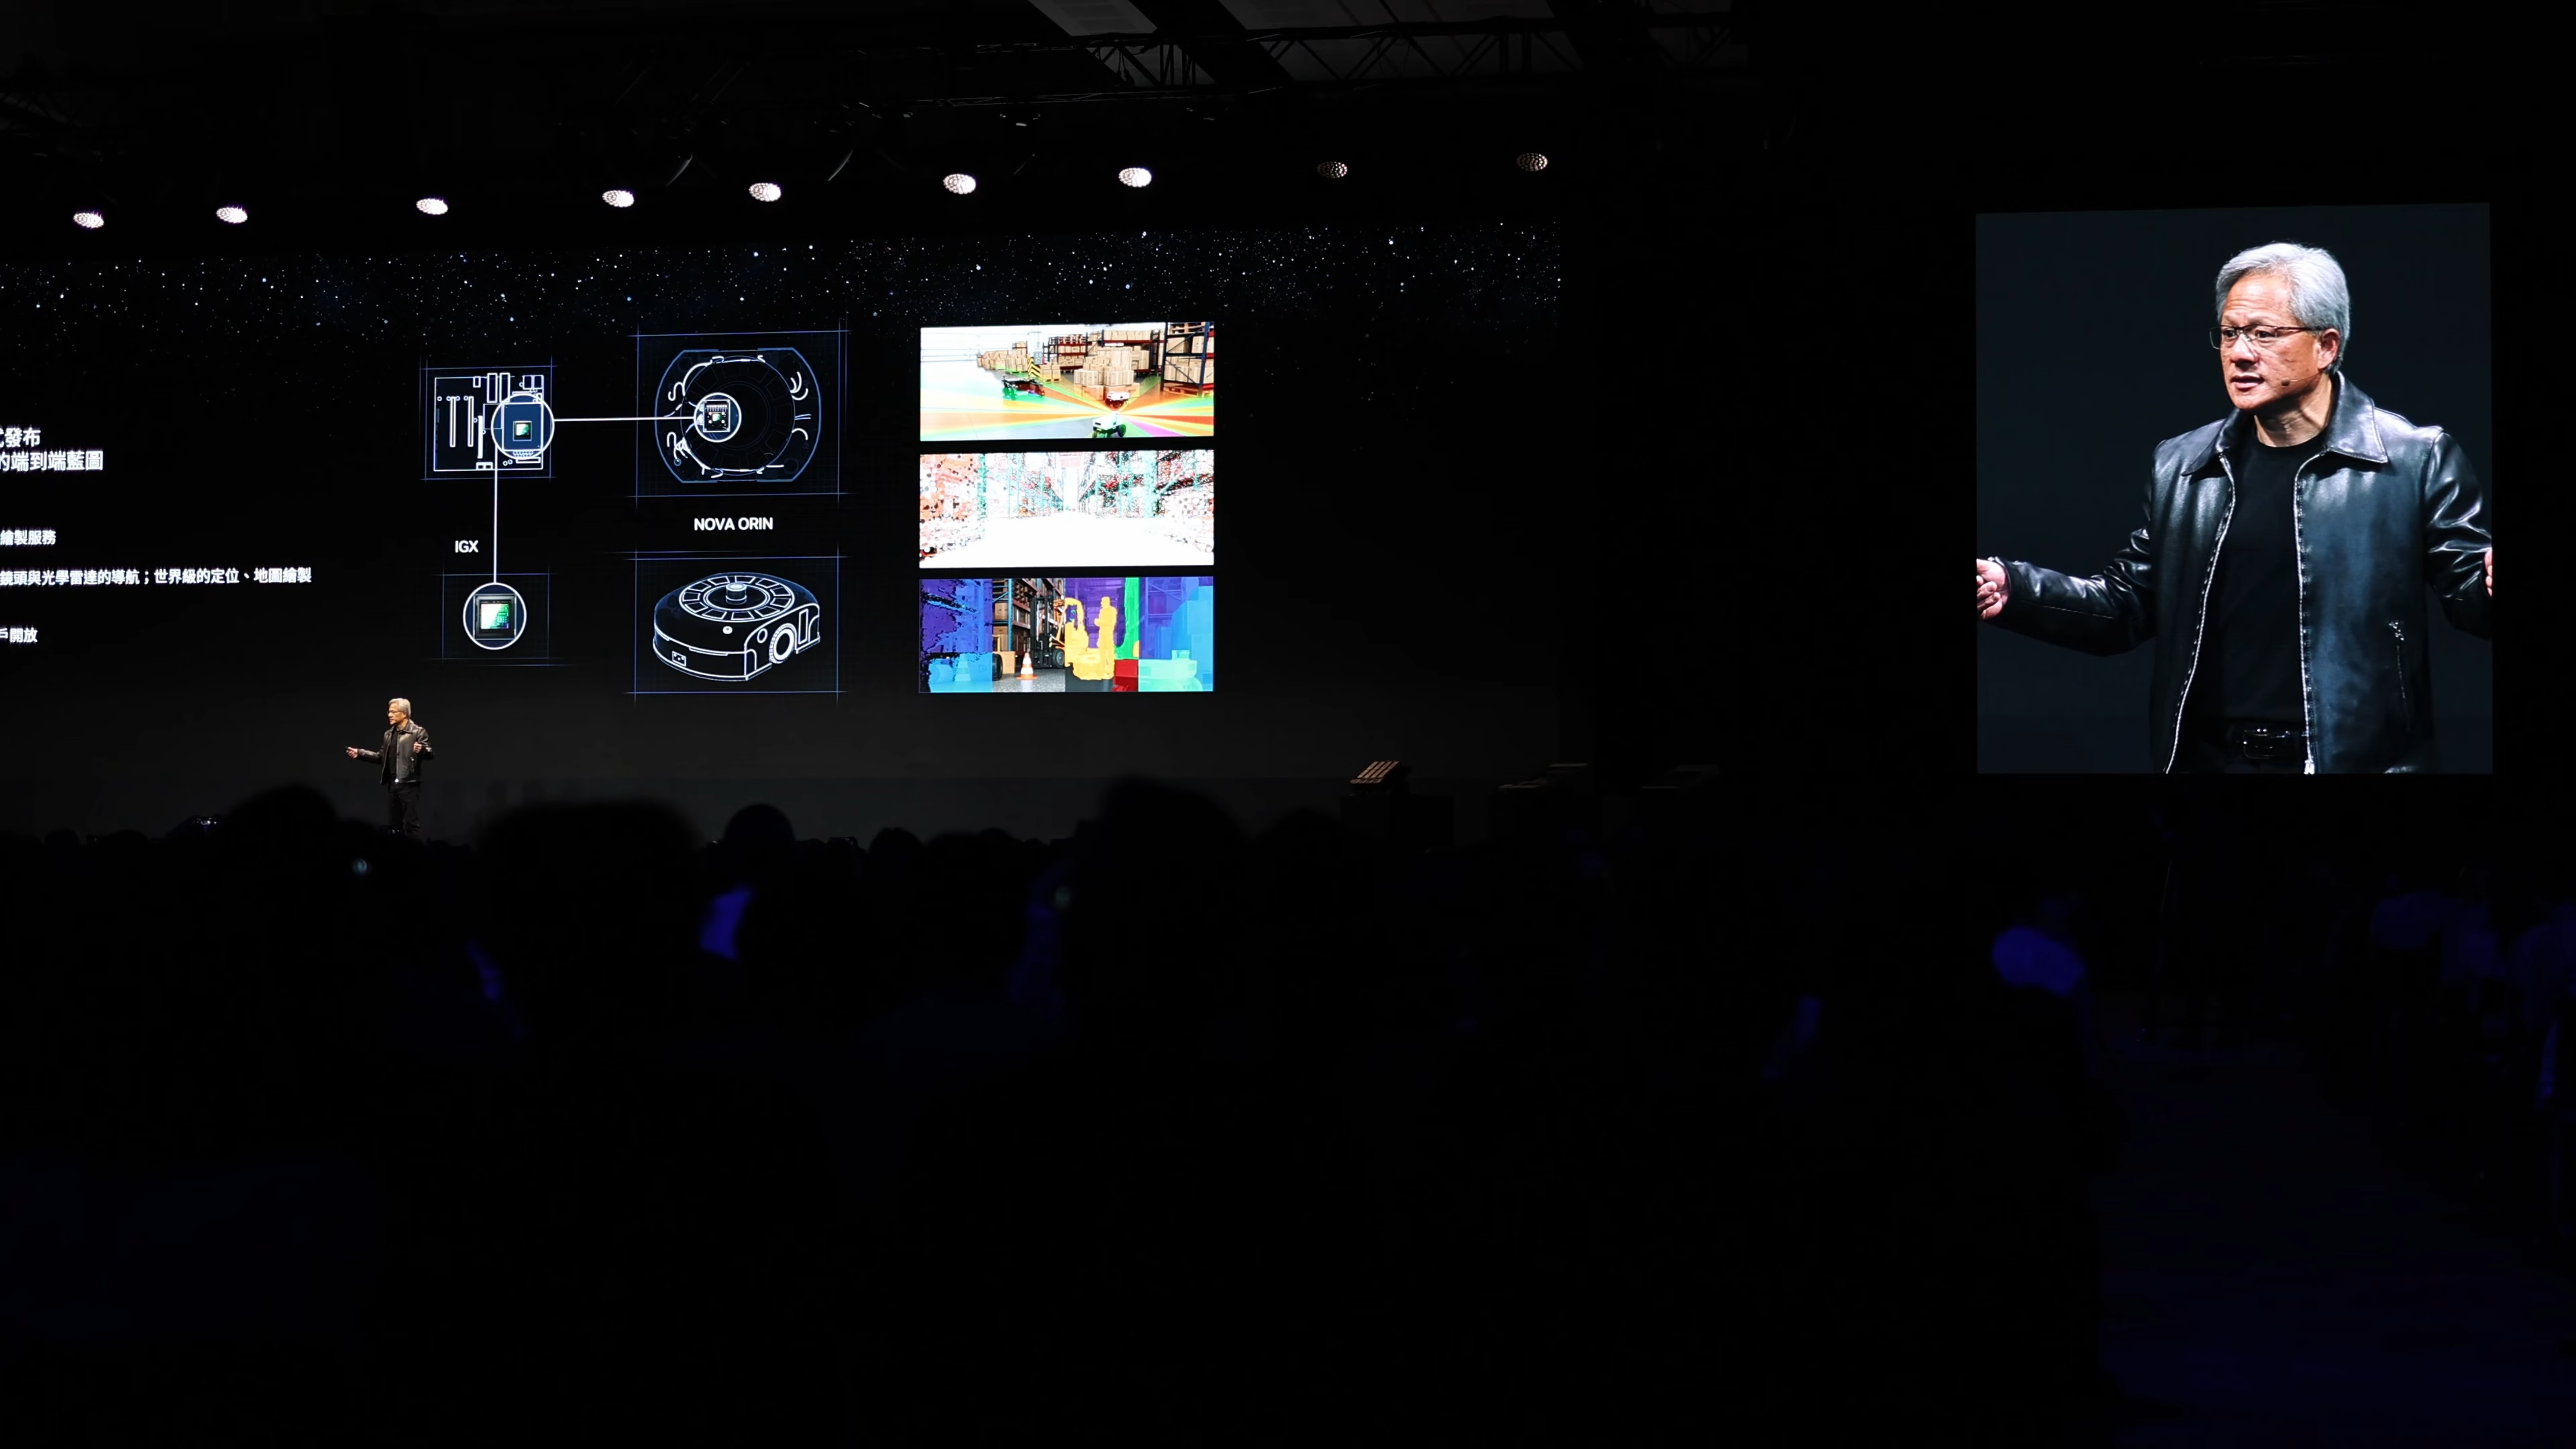 發布
的端到端藍圖
繪製服務
鏡頭與光學雷達的導航；世界級的定位、地圖繪製
戶開放
IGX
NOVA ORIN